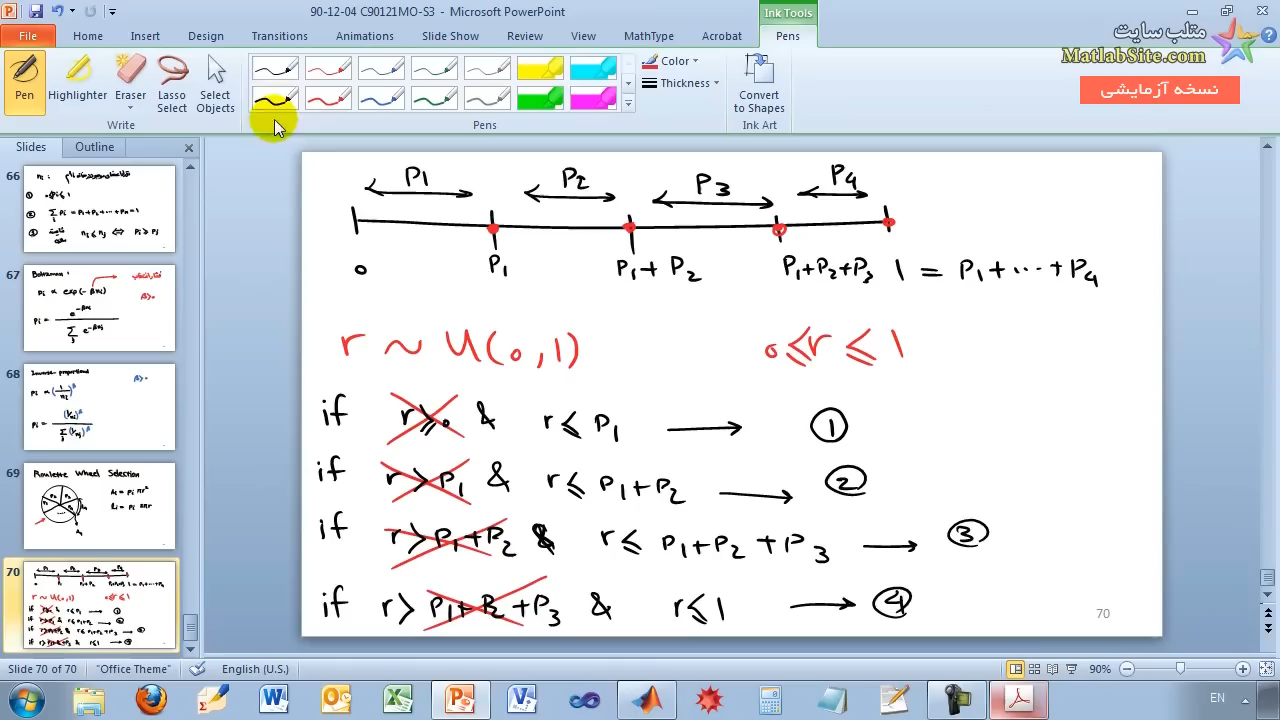 90-12-04 C90121MO-S3 - Microsoft PowerPoint
Ink Tools
File Home Insert Design Transitions Animations Slide Show Review View MathType Acrobat Pens
متلب سایت
MatlabSite.com
نسخه آزمایشی
Pen Highlighter Eraser Lasso Select Select Objects
Color
Thickness
Convert to Shapes
Write Pens Ink Art
Slides Outline
66
67
Boltzman:
68
Inverse-proportional
69
Roulette Wheel Selection
70
P1 P2 P3 P4
0 P1 P1+P2 P1+P2+P3 1 = P1+...+P4
r ~ U(0,1) 0≤r≤1
if r≥0 & r≤P1 → ①
if r>P1 & r≤P1+P2 → ②
if r>P1+P2 & r≤P1+P2+P3 → ③
if r>P1+P2+P3 & r≤1 → ④
70
Slide 70 of 70 "Office Theme" English (U.S.) 90%
EN